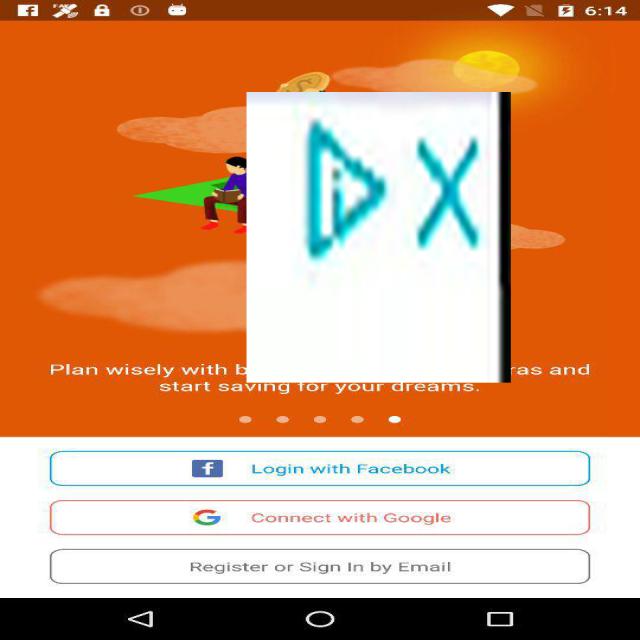 6:14
Plan wisely with b ras and
start saving for your dreams.
Login with Facebook
Connect with Google
Register or Sign In by Email